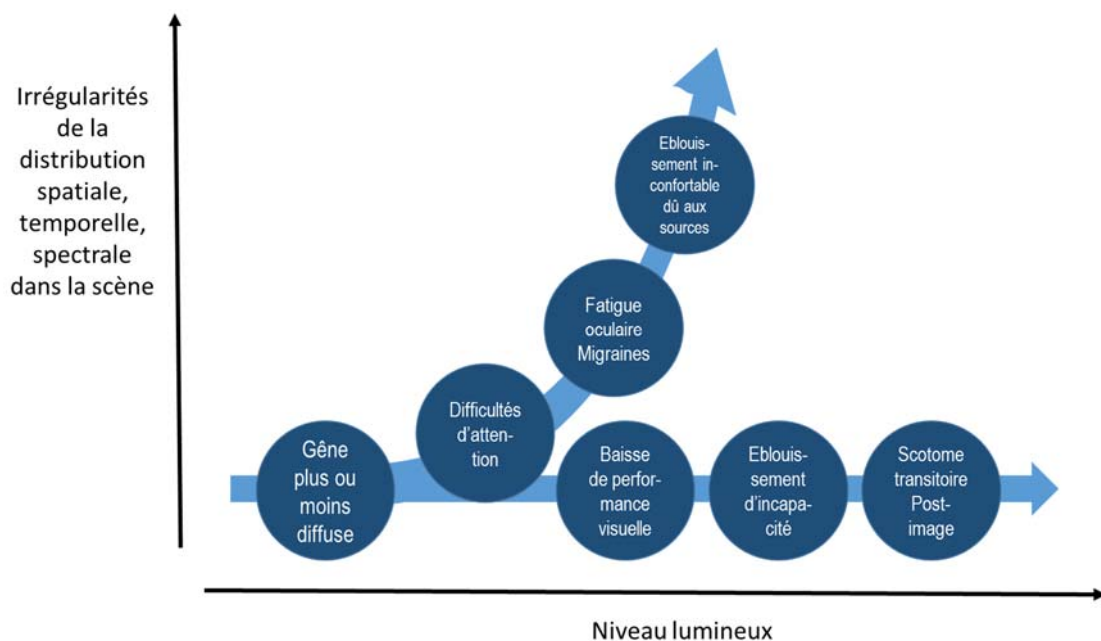 Irrégularités
de la
distribution
spatiale,
temporelle,
spectrale
dans la scène
Eblouis-
sement in-
confortable
dû aux
sources
Fatigue
oculaire
Migraines
Difficultés
d'atten-
tion
Gêne
plus ou
moins
diffuse
Baisse
de perfor-
mance
visuelle
Eblouis-
sement
d'incapa-
cité
Scotome
transitoire
Post-
image
Niveau lumineux